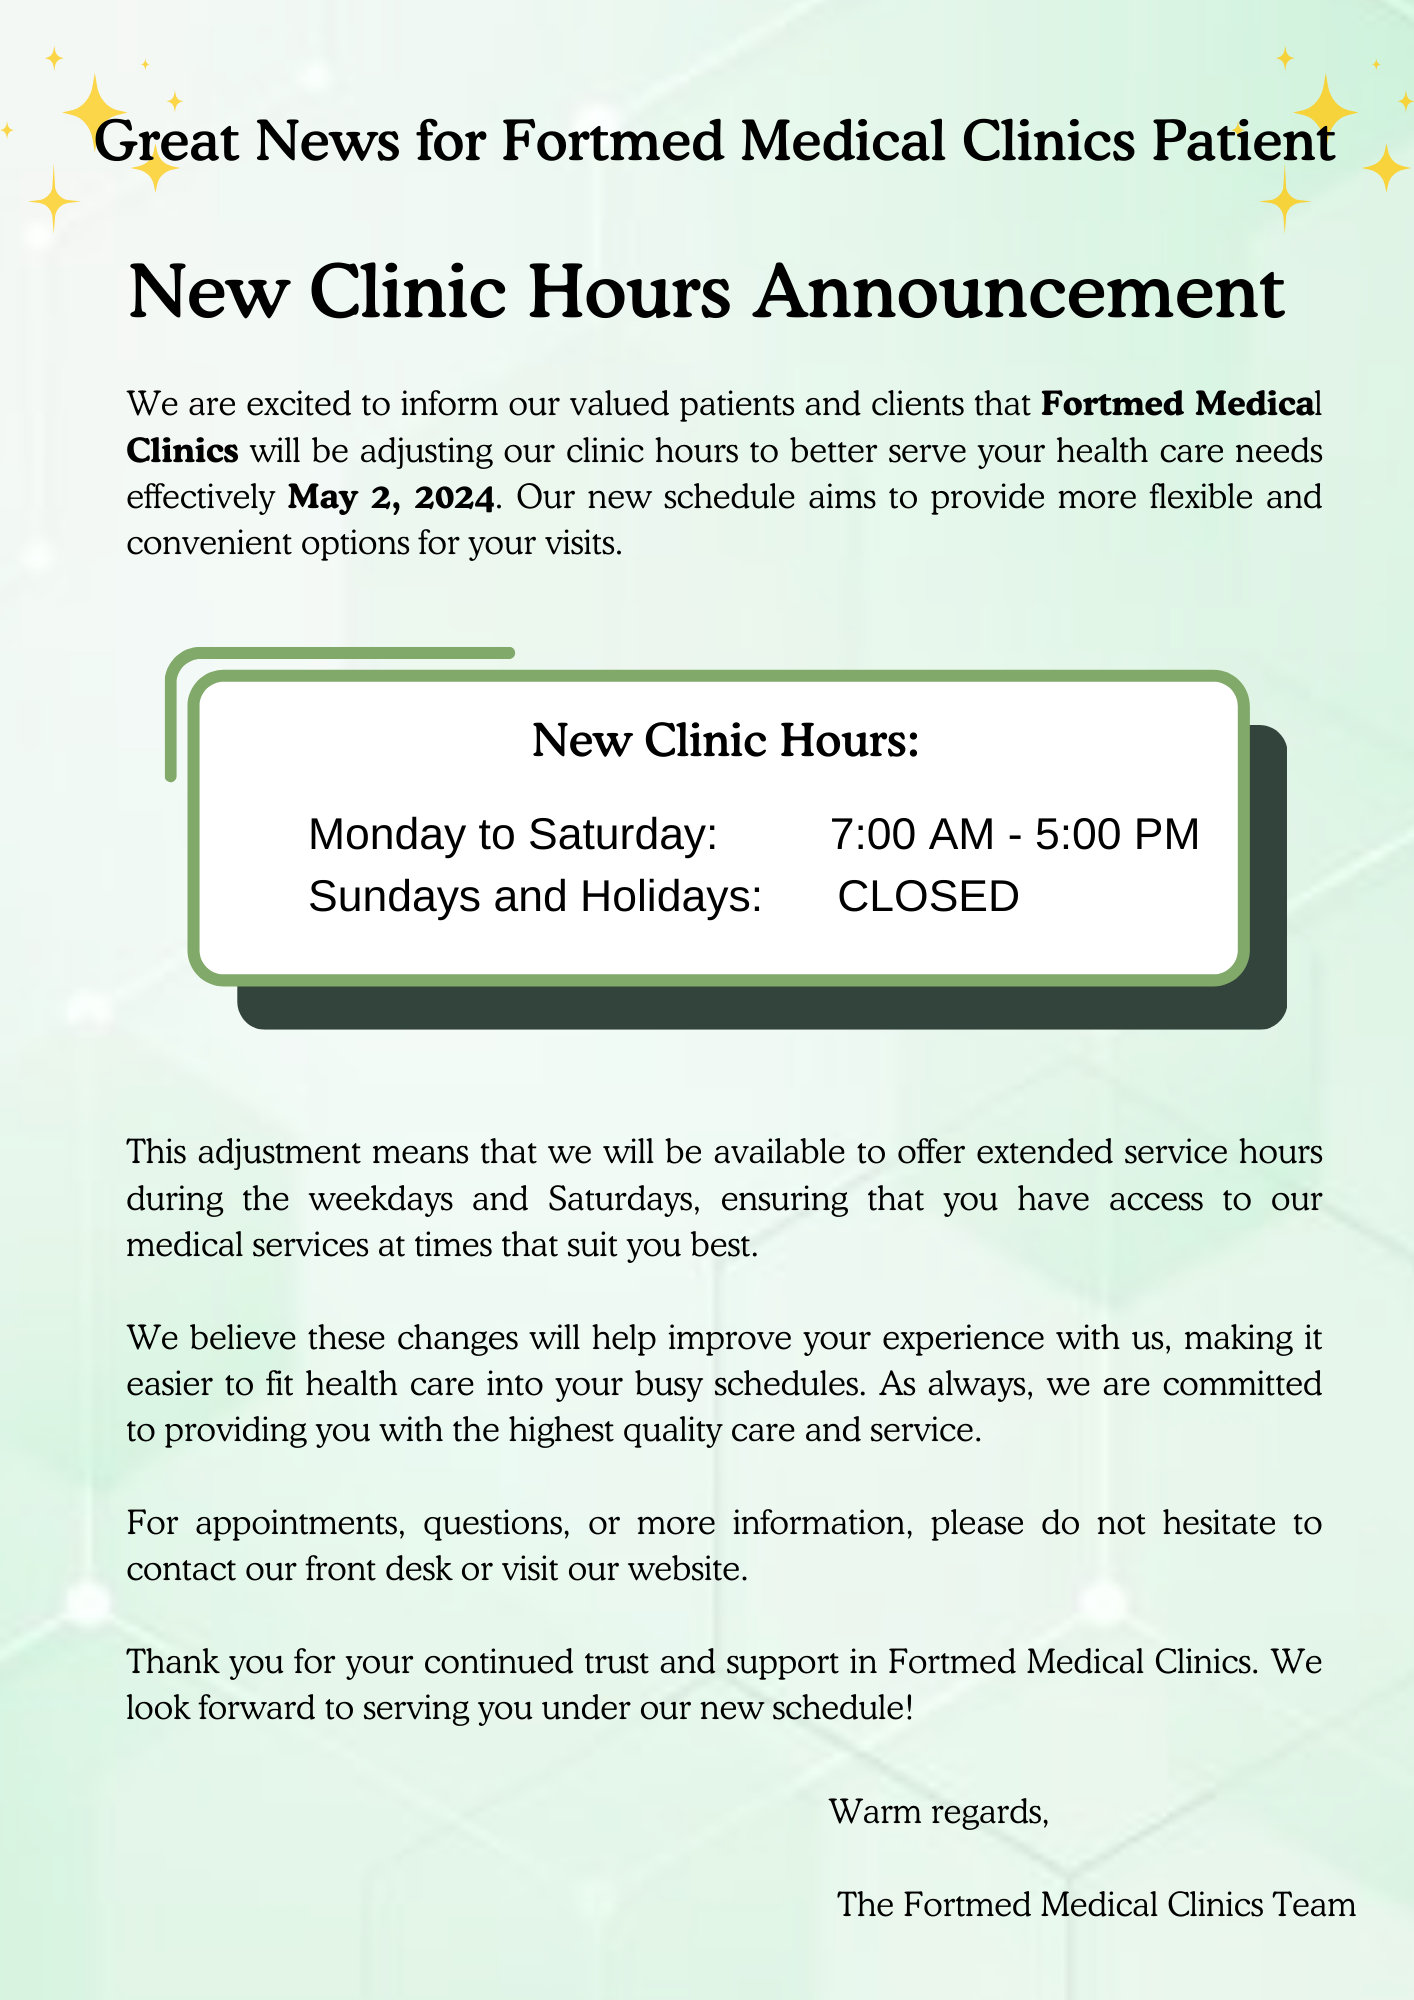 Great News for Fortmed Medical Clinics Patient
New Clinic Hours Announcement
We are excited to inform our valued patients and clients that Fortmed Medical
Clinics will be adjusting our clinic hours to better serve your health care needs
effectively May 2, 2024. Our new schedule aims to provide more flexible and
convenient options for your visits.
New Clinic Hours:
Monday to Saturday: 7:00 AM - 5:00 PM
Sundays and Holidays: CLOSED
This adjustment means that we will be available to offer extended service hours
during the weekdays and Saturdays, ensuring that you have access to our
medical services at times that suit you best.
We believe these changes will help improve your experience with us, making it
easier to fit health care into your busy schedules. As always, we are committed
to providing you with the highest quality care and service.
For appointments, questions, or more information, please do not hesitate to
contact our front desk or visit our website.
Thank you for your continued trust and support in Fortmed Medical Clinics. We
look forward to serving you under our new schedule!
Warm regards,
The Fortmed Medical Clinics Team